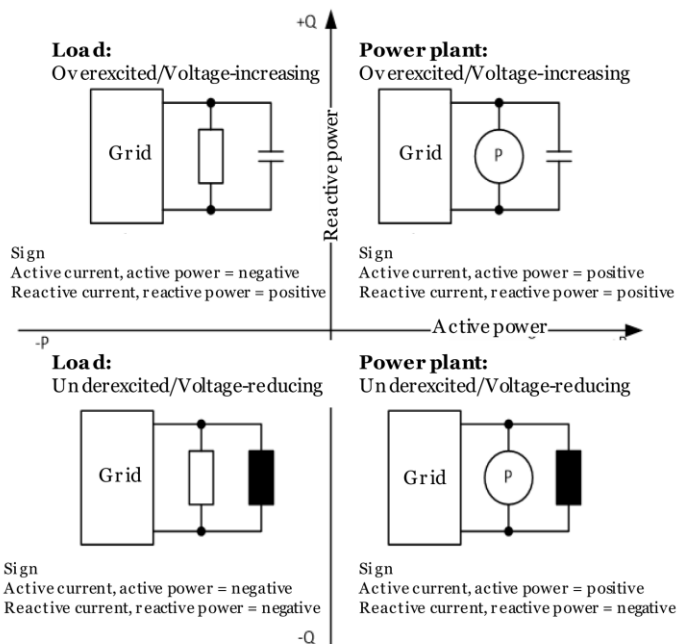 +Q
Load:
Overexcited/Voltage-increasing
Grid
Sign
Active current, active power = negative
Reactive current, reactive power = positive
Reactive power
Power plant:
Overexcited/Voltage-increasing
Grid
P
Sign
Active current, active power = positive
Reactive current, reactive power = positive
-P
Active power
Load:
Underexcited/Voltage-reducing
Grid
Sign
Active current, active power = negative
Reactive current, reactive power = negative
Power plant:
Underexcited/Voltage-reducing
Grid
P
Sign
Active current, active power = positive
Reactive current, reactive power = negative
-Q